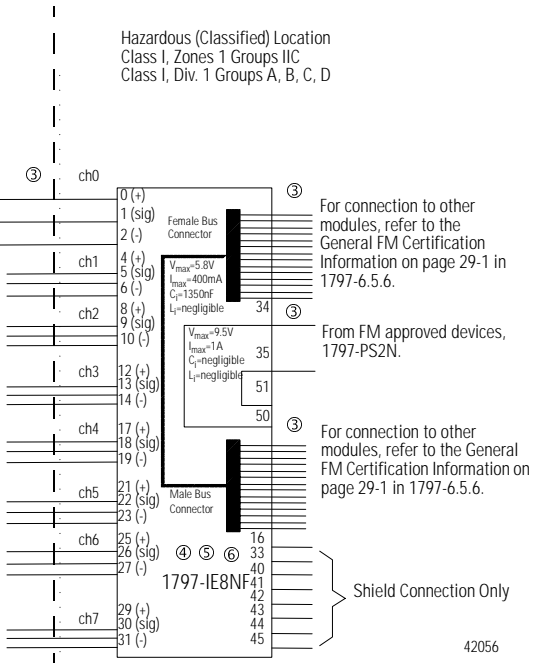 Hazardous (Classified) Location
Class I, Zones 1 Groups IIC
Class I, Div. 1 Groups A, B, C, D
③
ch0
0 (+)
1 (sig)
2 (-)
ch1
4 (+)
5 (sig)
6 (-)
ch2
8 (+)
9 (sig)
10 (-)
ch3
12 (+)
13 (sig)
14 (-)
ch4
17 (+)
18 (sig)
19 (-)
ch5
21 (+)
22 (sig)
23 (-)
ch6
25 (+)
26 (sig)
27 (-)
ch7
29 (+)
30 (sig)
31 (-)
Female Bus
Connector
Vmax=5.8V
Imax=400mA
Ci=1350nF
Li=negligible
Vmax=9.5V
Imax=1A
Ci=negligible
Li=negligible
34
35
51
50
Male Bus
Connector
④ ⑤ ⑥
1797-IE8NF
16
33
40
41
42
43
44
45
③
For connection to other
modules, refer to the
General FM Certification
Information on page 29-1 in
1797-6.5.6.
③
From FM approved devices,
1797-PS2N.
③
For connection to other
modules, refer to the General
FM Certification Information on
page 29-1 in 1797-6.5.6.
Shield Connection Only
42056